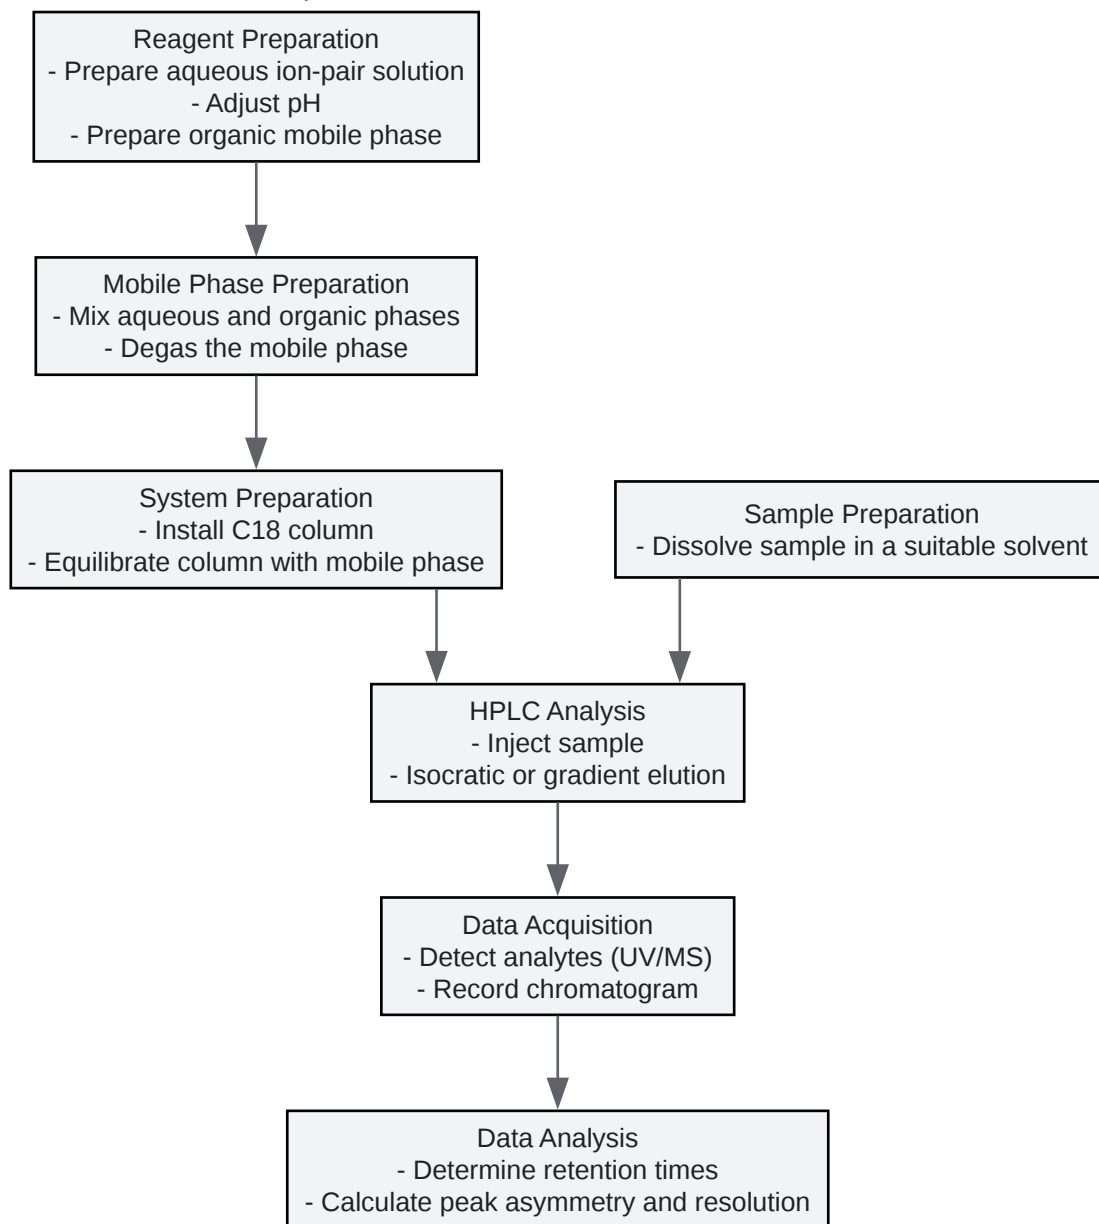 Reagent Preparation
- Prepare aqueous ion-pair solution
- Adjust pH
- Prepare organic mobile phase
Mobile Phase Preparation
- Mix aqueous and organic phases
- Degas the mobile phase
System Preparation
- Install C18 column
- Equilibrate column with mobile phase
Sample Preparation
- Dissolve sample in a suitable solvent
HPLC Analysis
- Inject sample
- Isocratic or gradient elution
Data Acquisition
- Detect analytes (UV/MS)
- Record chromatogram
Data Analysis
- Determine retention times
- Calculate peak asymmetry and resolution